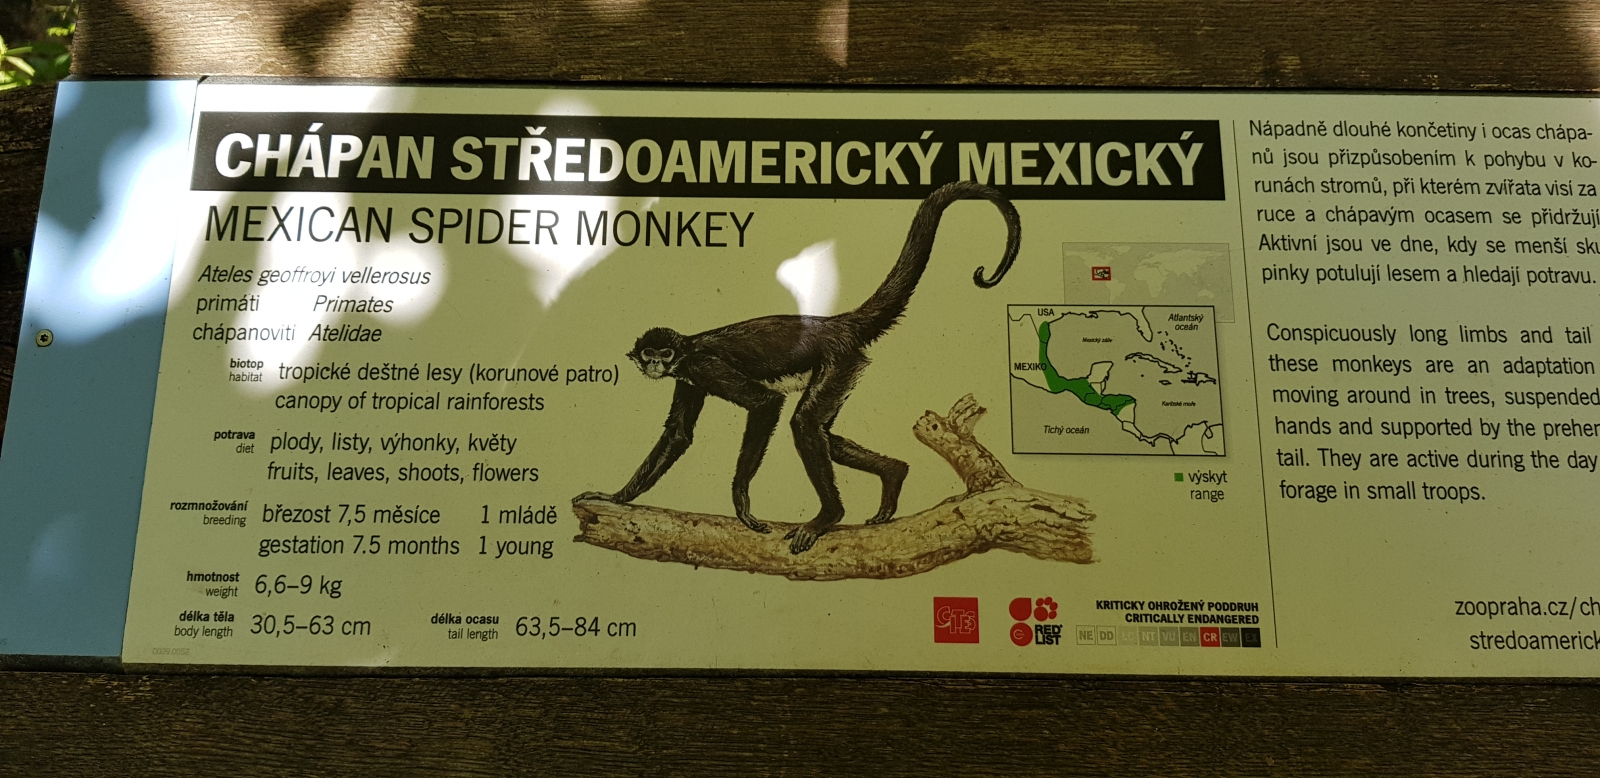 CHÁPAN STŘEDOAMERICKÝ MEXICKÝ
MEXICAN SPIDER MONKEY
Ateles geoffroyi vellerosus
primáti Primates
chápanovití Atelidae
biotop tropické deštné lesy (korunové patro)
habitat canopy of tropical rainforests
potrava plody, listy, výhonky, květy
diet fruits, leaves, shoots, flowers
rozmnožování březost 7,5 měsíce 1 mládě
breeding gestation 7.5 months 1 young
hmotnost
weight 6,6–9 kg
délka těla
body length 30,5–63 cm
délka ocasu
tail length 63,5–84 cm
USA
Atlantský
oceán
Mexický záliv
MEXIKO
Karibské moře
Tichý oceán
výskyt
range
CITES
RED
LIST
KRITICKY OHROŽENÝ PODDRUH
CRITICALLY ENDANGERED
NE DD LC NT VU EN CR EW EX
Nápadně dlouhé končetiny i ocas chápa-
nů jsou přizpůsobením k pohybu v ko-
runách stromů, při kterém zvířata visí za
ruce a chápavým ocasem se přidržují
Aktivní jsou ve dne, kdy se menší sku
pinky potulují lesem a hledají potravu.
Conspicuously long limbs and tail
these monkeys are an adaptation
moving around in trees, suspended
hands and supported by the prehen
tail. They are active during the day
forage in small troops.
zoopraha.cz/ch
stredoamerick